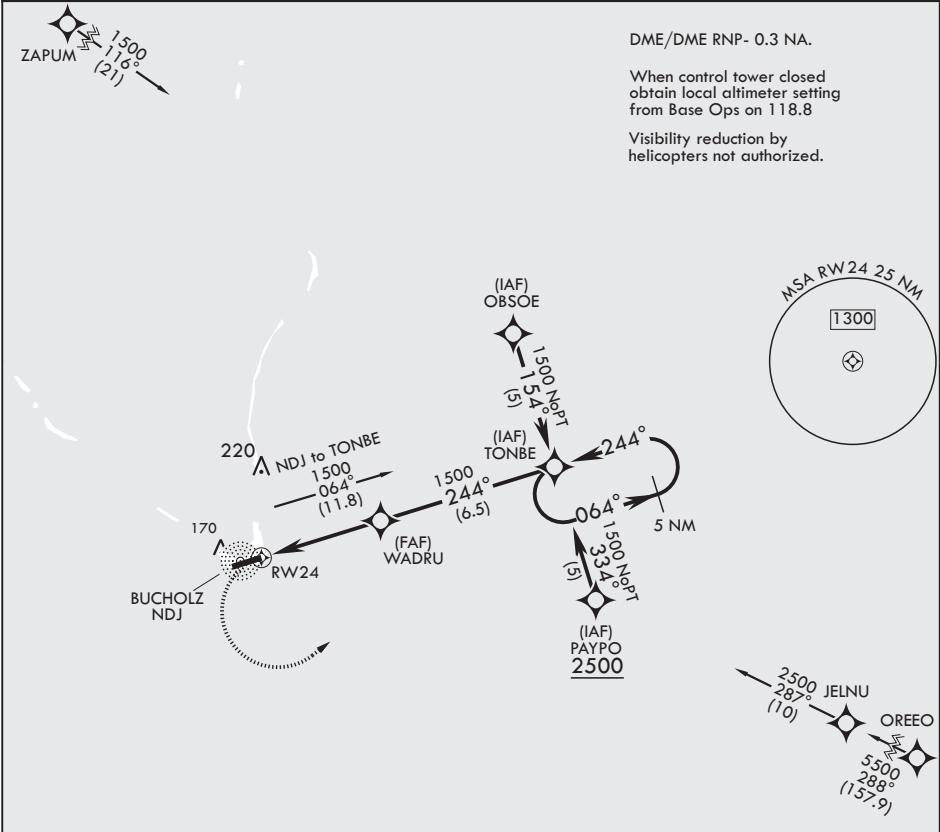 ZAPUM
1500
116°
(21)
DME/DME RNP- 0.3 NA.
When control tower closed
obtain local altimeter setting
from Base Ops on 118.8
Visibility reduction by
helicopters not authorized.
MSA RW24 25 NM
1300
(IAF)
OBSOE
1500 NoPT
154°
(5)
(IAF)
TONBE
244°
064°
5 NM
220
NDJ to TONBE
1500
064°
(11.8)
1500
244°
(6.5)
(FAF)
WADRU
170
RW24
BUCHOLZ
NDJ
1500 NoPT
334°
(5)
(IAF)
PAYPO
2500
2500
287°
(10)
JELNU
OREEO
5500
288°
(157.9)